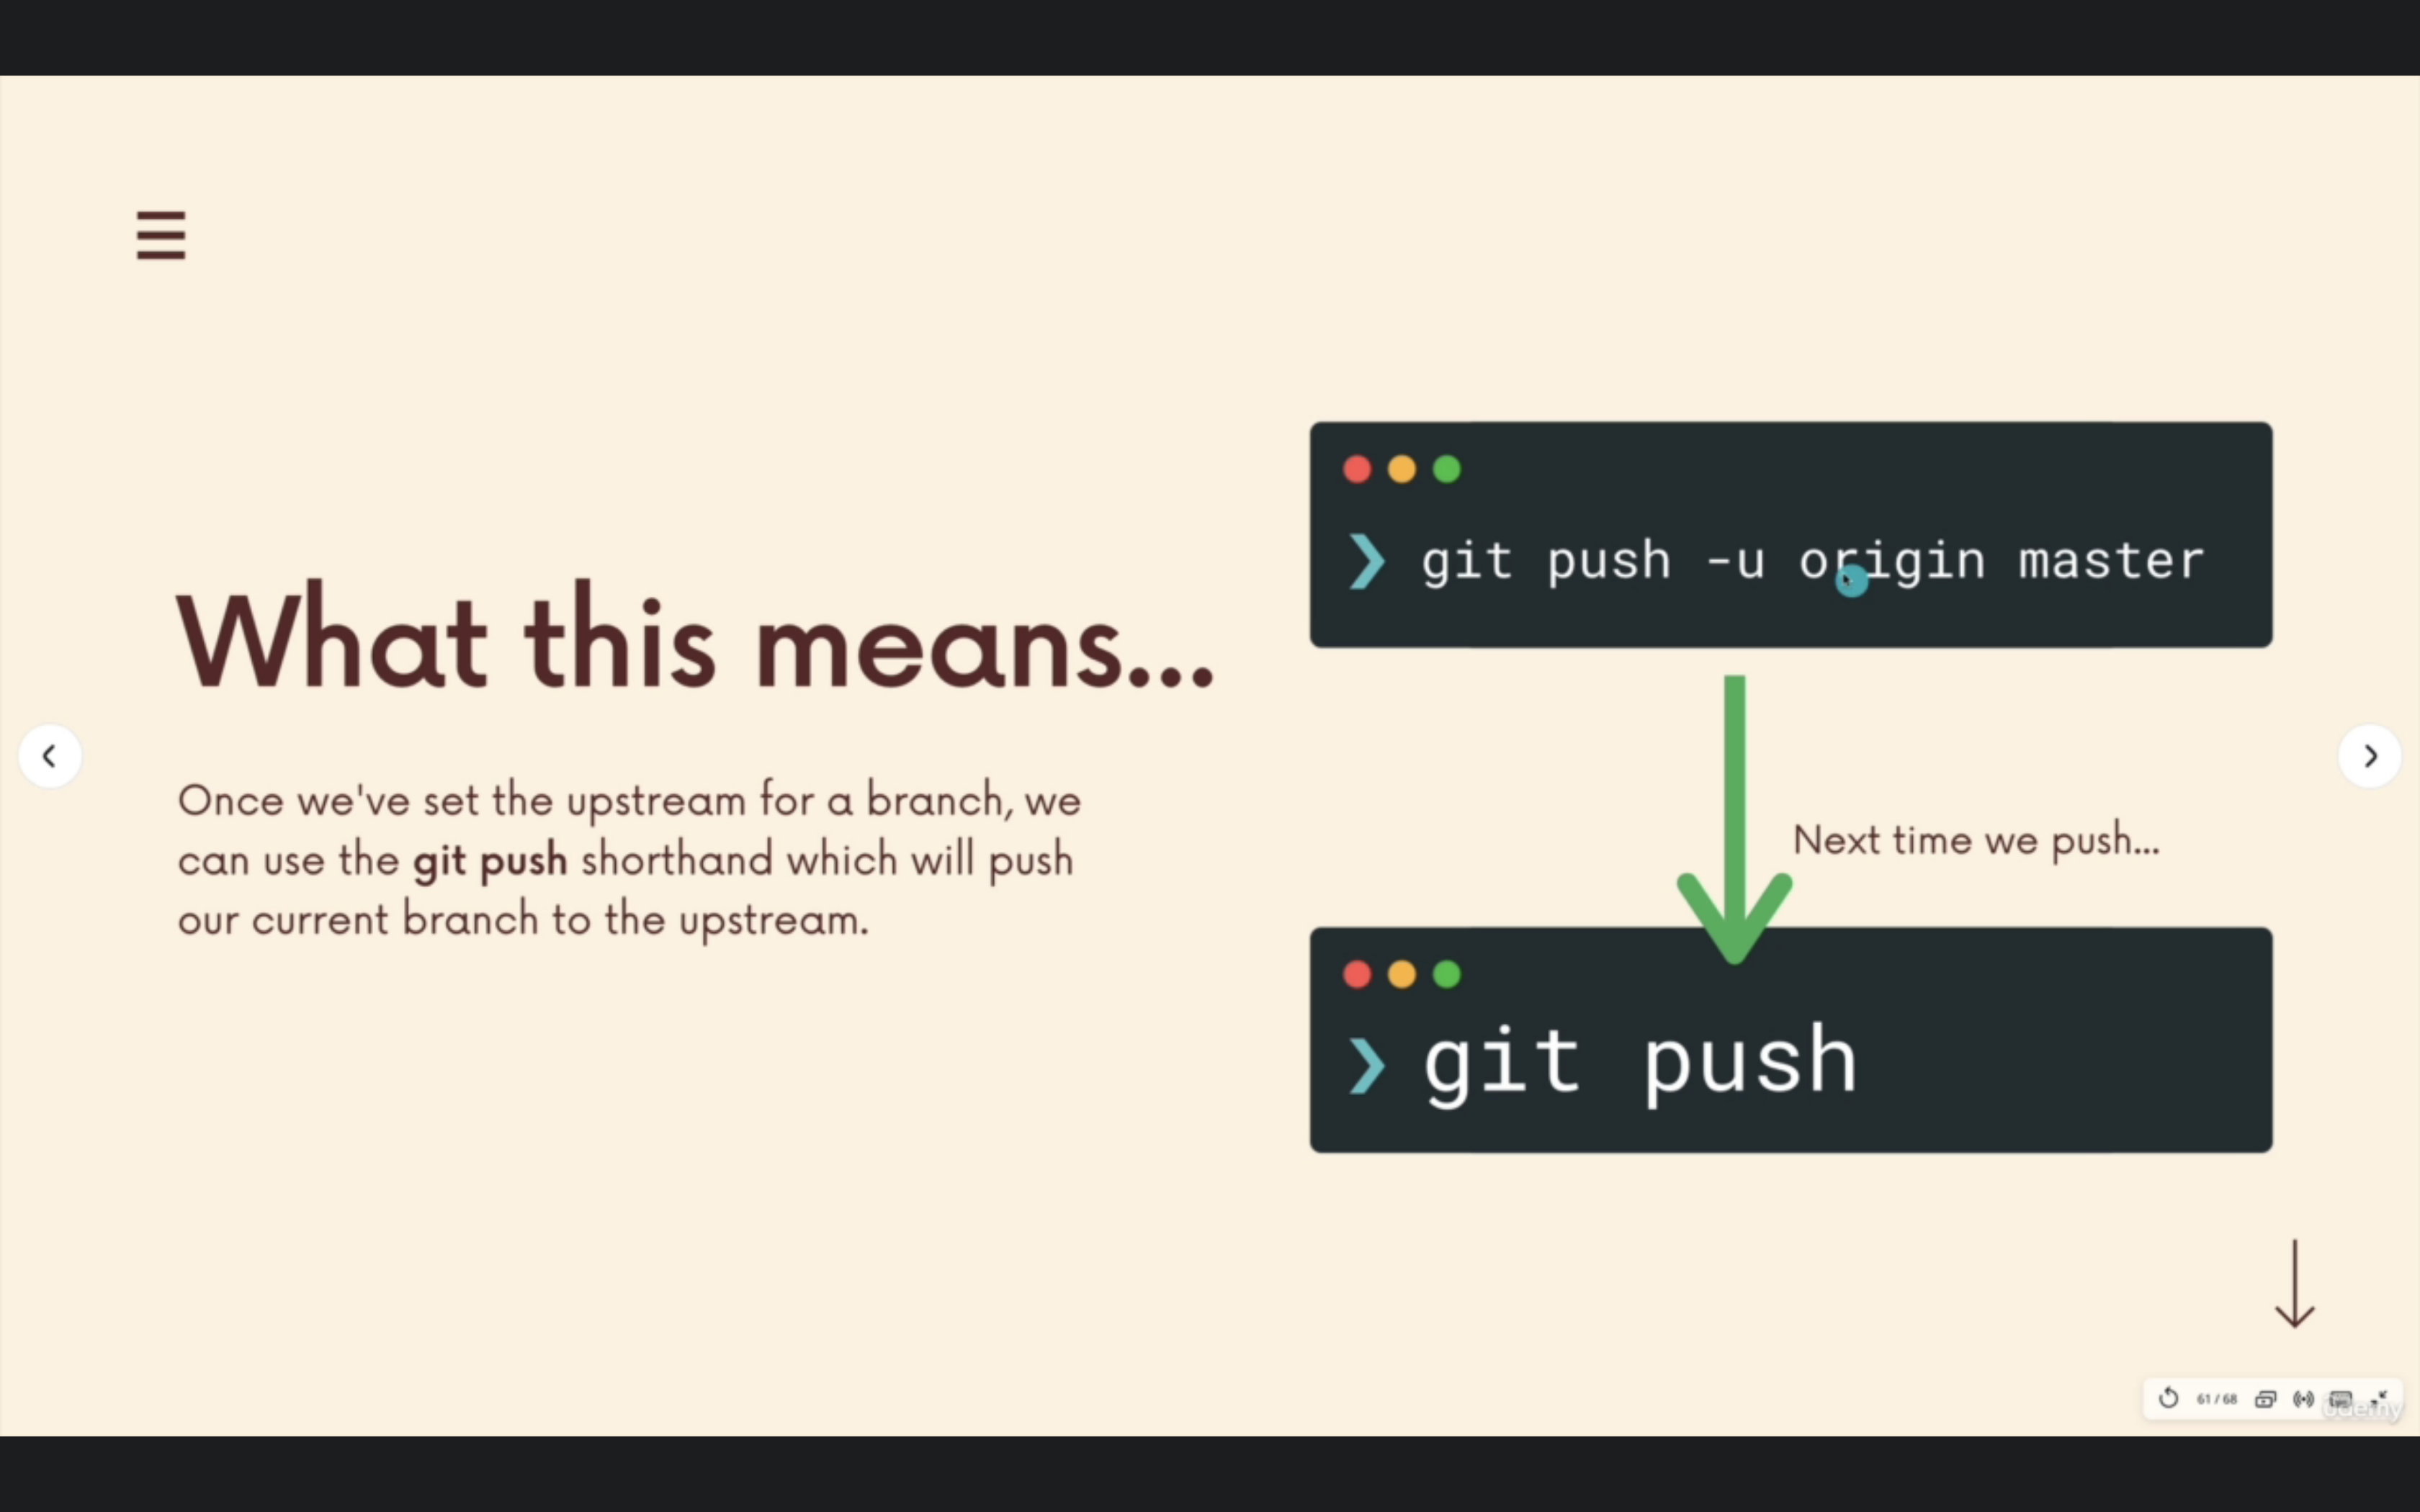 What this means...
Once we've set the upstream for a branch, we
can use the git push shorthand which will push
our current branch to the upstream.
❯ git push -u origin master
Next time we push...
❯ git push
61 / 68
ûdemy